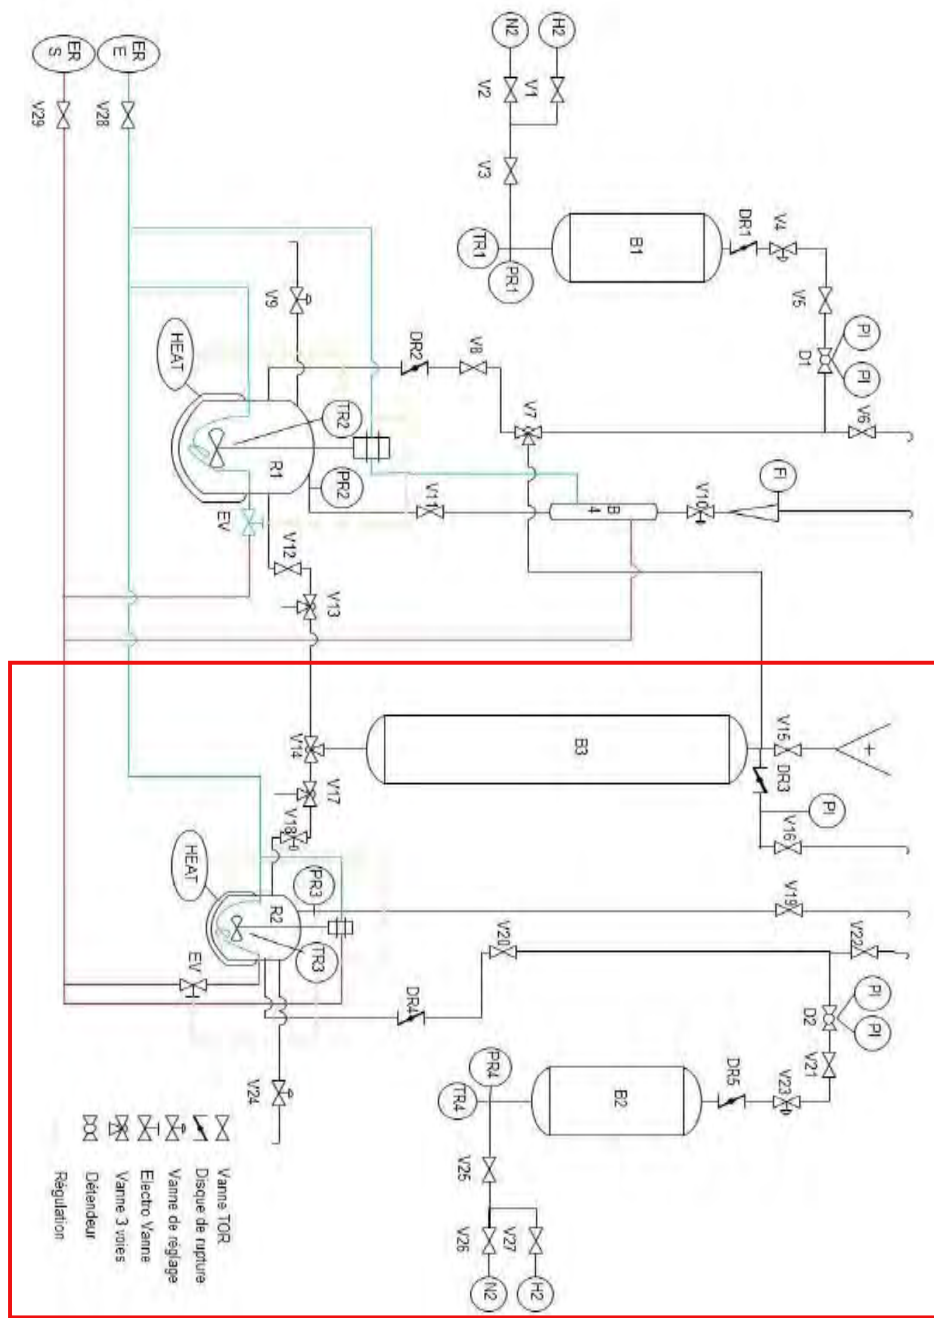 ER
S
ER
E
V29
V28
N2
H2
V2
V1
V3
TR1
PR1
B1
DR1
V4
V5
PI
PI
D1
V6
V9
HEAT
DR2
V8
V7
TR2
R1
PR2
EV
V11
B
4
V10
FI
V12
V13
V14
B3
V15
+
DR3
PI
V16
V17
V18
HEAT
PR3
R2
TR3
EV
V19
V20
V22
DR4
PI
PI
D2
V21
V24
PR4
TR4
B2
DR5
V23
V25
V26
V27
N2
H2
Vanne TOR
Disque de rupture
Vanne de réglage
Electro Vanne
Vanne 3 voies
Détendeur
Régulation